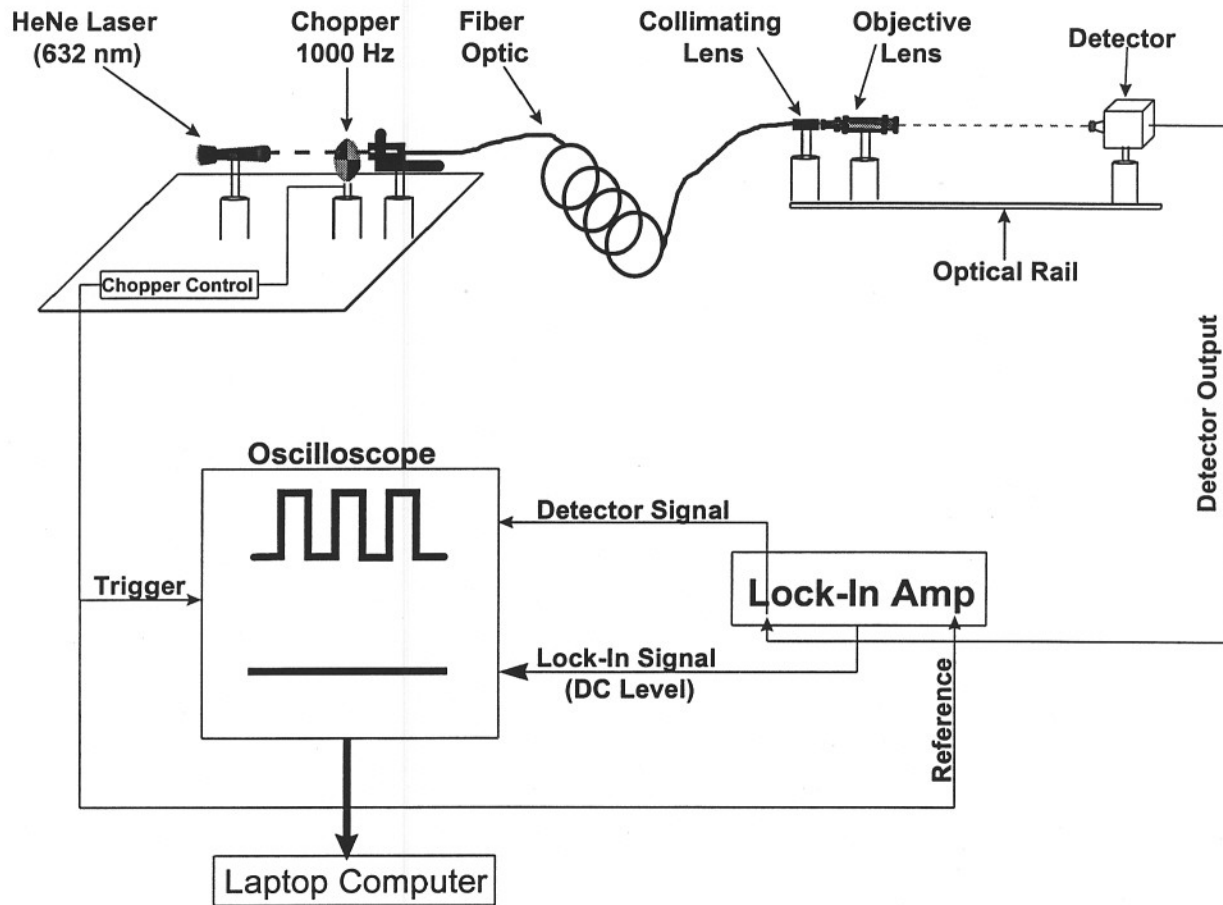 HeNe Laser
(632 nm)
Chopper
1000 Hz
Fiber
Optic
Collimating
Lens
Objective
Lens
Detector
Chopper Control
Optical Rail
Detector Output
Oscilloscope
Detector Signal
Trigger
Lock-In Amp
Lock-In Signal
(DC Level)
Reference
Laptop Computer